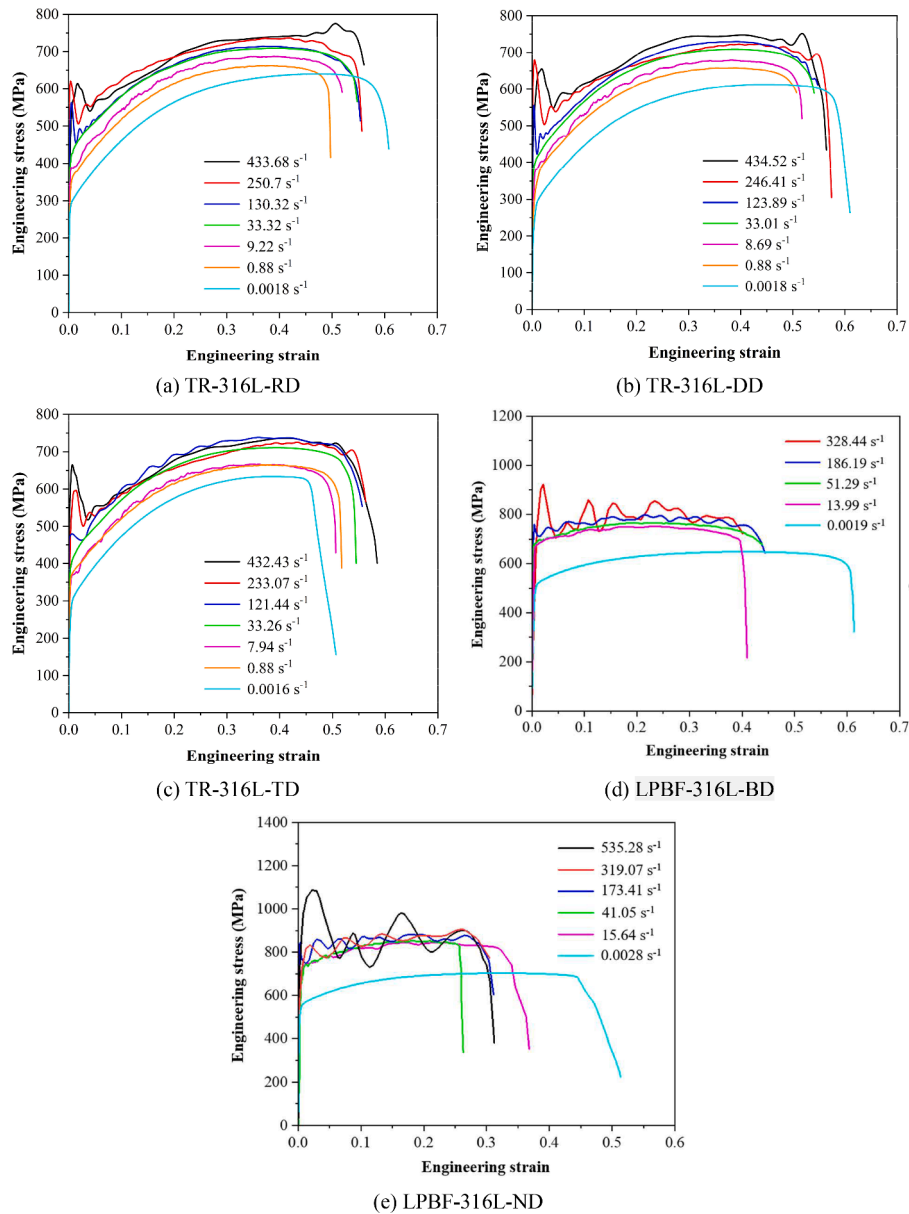 Engineering stress (MPa)
800
700
600
500
400
300
200
100
0
433.68 s⁻¹
250.7 s⁻¹
130.32 s⁻¹
33.32 s⁻¹
9.22 s⁻¹
0.88 s⁻¹
0.0018 s⁻¹
0.0 0.1 0.2 0.3 0.4 0.5 0.6 0.7
Engineering strain
(a) TR-316L-RD
Engineering stress (MPa)
800
700
600
500
400
300
200
100
0
434.52 s⁻¹
246.41 s⁻¹
123.89 s⁻¹
33.01 s⁻¹
8.69 s⁻¹
0.88 s⁻¹
0.0018 s⁻¹
0.0 0.1 0.2 0.3 0.4 0.5 0.6 0.7
Engineering strain
(b) TR-316L-DD
Engineering stress (MPa)
800
700
600
500
400
300
200
100
0
432.43 s⁻¹
233.07 s⁻¹
121.44 s⁻¹
33.26 s⁻¹
7.94 s⁻¹
0.88 s⁻¹
0.0016 s⁻¹
0.0 0.1 0.2 0.3 0.4 0.5 0.6 0.7
Engineering strain
(c) TR-316L-TD
Engineering stress (MPa)
1200
1000
800
600
400
200
0
328.44 s⁻¹
186.19 s⁻¹
51.29 s⁻¹
13.99 s⁻¹
0.0019 s⁻¹
0.0 0.1 0.2 0.3 0.4 0.5 0.6 0.7
Engineering strain
(d) LPBF-316L-BD
Engineering stress (MPa)
1400
1200
1000
800
600
400
200
0
535.28 s⁻¹
319.07 s⁻¹
173.41 s⁻¹
41.05 s⁻¹
15.64 s⁻¹
0.0028 s⁻¹
0.0 0.1 0.2 0.3 0.4 0.5 0.6
Engineering strain
(e) LPBF-316L-ND